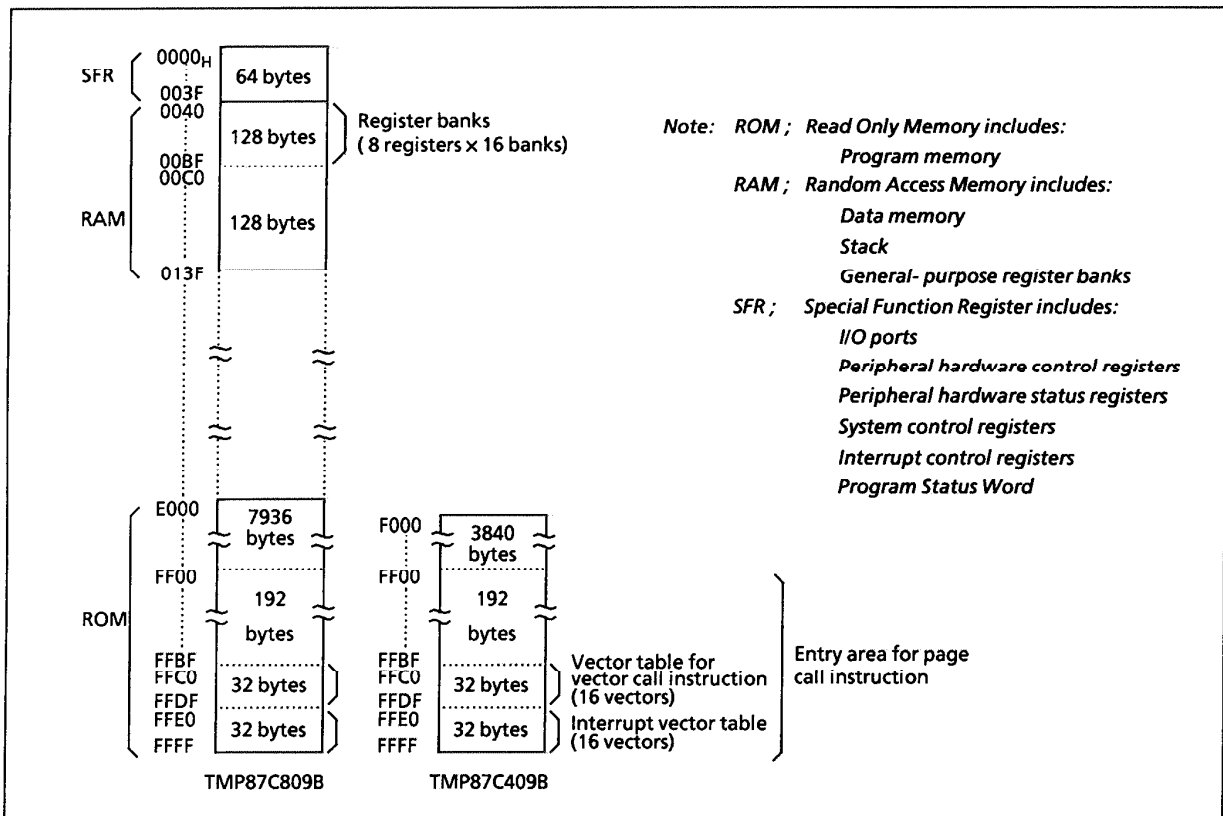 SFR
0000H
003F
64 bytes
RAM
0040
00BF
128 bytes
Register banks
( 8 registers × 16 banks)
00C0
013F
128 bytes
Note: ROM ; Read Only Memory includes:
Program memory
RAM ; Random Access Memory includes:
Data memory
Stack
General- purpose register banks
SFR ; Special Function Register includes:
I/O ports
Peripheral hardware control registers
Peripheral hardware status registers
System control registers
Interrupt control registers
Program Status Word
ROM
E000
7936
bytes
FF00
192
bytes
FFBF
FFC0
32 bytes
FFDF
FFE0
32 bytes
FFFF
TMP87C809B
F000
3840
bytes
FF00
192
bytes
FFBF
FFC0
32 bytes
FFDF
FFE0
32 bytes
FFFF
TMP87C409B
Vector table for
vector call instruction
(16 vectors)
Interrupt vector table
(16 vectors)
Entry area for page
call instruction